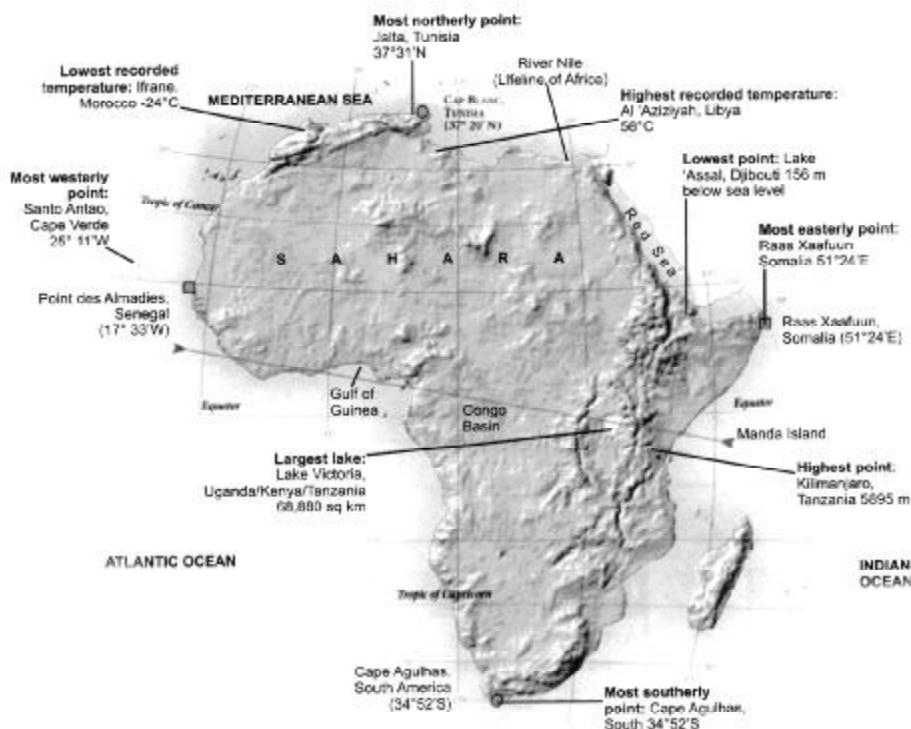 Most northerly point:
Jalta, Tunisia
37°31'N
Lowest recorded
temperature: Ifrane,
Morocco -24°C
MEDITERRANEAN SEA
CAP BLANC,
TUNISIA
(37° 20' N)
River Nile
(Lifeline of Africa)
Highest recorded temperature:
Al 'Aziziyah, Libya
58°C
Lowest point: Lake
'Assal, Djibouti 156 m
below sea level
Most westerly
point:
Santo Antao,
Cape Verde
25° 11'W
Tropic of Cancer
Red Sea
Most easterly point:
Raas Xaafuun
Somalia 51°24'E
SAHARA
Point des Almadies,
Senegal
(17° 33'W)
Raas Xaafuun,
Somalia (51°24'E)
Gulf of
Guinea
Equator
Congo
Basin
Equator
Manda Island
Largest lake:
Lake Victoria,
Uganda/Kenya/Tanzania
68,880 sq km
Highest point:
Kilimanjaro,
Tanzania 5895 m
ATLANTIC OCEAN
INDIAN
OCEAN
Tropic of Capricorn
Cape Agulhas,
South America
(34°52'S)
Most southerly
point: Cape Agulhas,
South 34°52'S